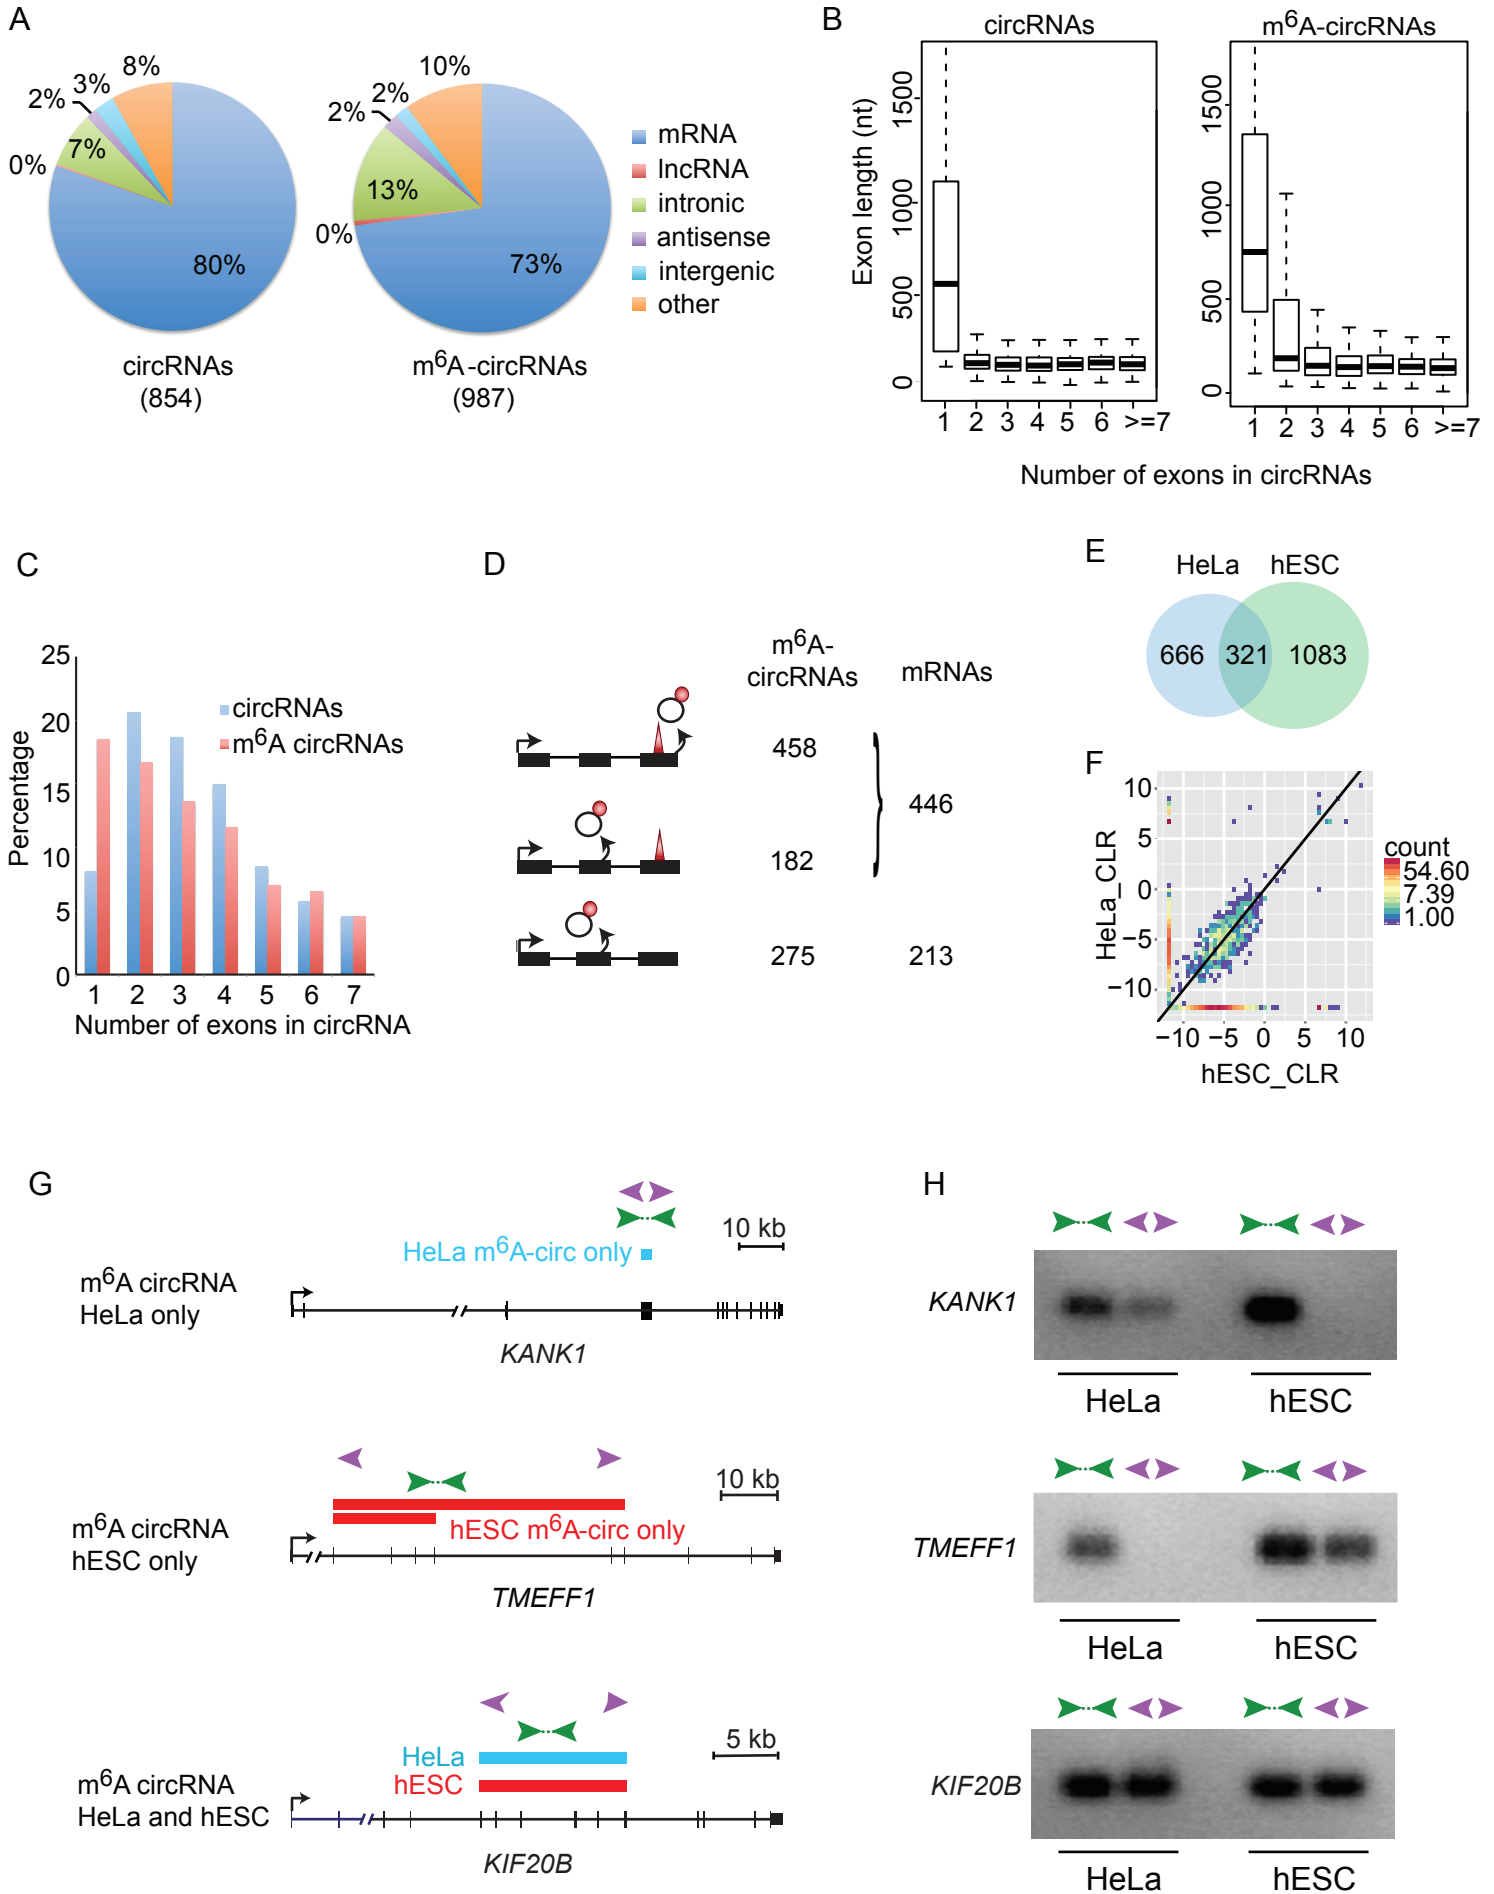 A
8%
3%
2%
7%
0%
80%
circRNAs
(854)
10%
2%
2%
13%
0%
73%
m6A-circRNAs
(987)
mRNA
lncRNA
intronic
antisense
intergenic
other
B
circRNAs
m6A-circRNAs
Exon length (nt)
1500
1000
500
0
1 2 3 4 5 6 >=7
1500
1000
500
0
1 2 3 4 5 6 >=7
Number of exons in circRNAs
C
Percentage
25
20
15
10
5
0
circRNAs
m6A circRNAs
1 2 3 4 5 6 7
Number of exons in circRNA
D
m6A-
circRNAs
mRNAs
458
446
182
275
213
E
HeLa hESC
666 321 1083
F
HeLa_CLR
10
5
0
−5
−10
−10 −5 0 5 10
hESC_CLR
count
54.60
7.39
1.00
G
10 kb
HeLa m6A-circ only
m6A circRNA
HeLa only
KANK1
10 kb
hESC m6A-circ only
m6A circRNA
hESC only
TMEFF1
5 kb
HeLa
hESC
m6A circRNA
HeLa and hESC
KIF20B
H
KANK1
HeLa hESC
TMEFF1
HeLa hESC
KIF20B
HeLa hESC